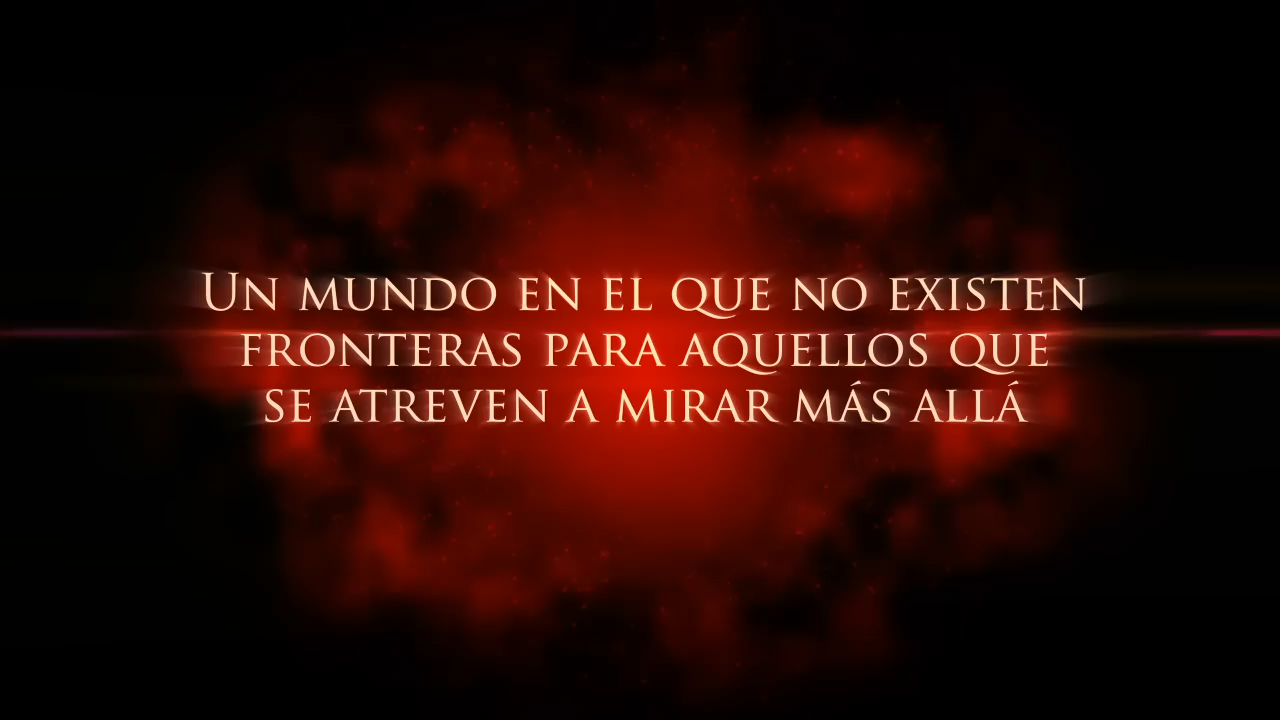 Un mundo en el que no existen
fronteras para aquellos que
se atreven a mirar más allá